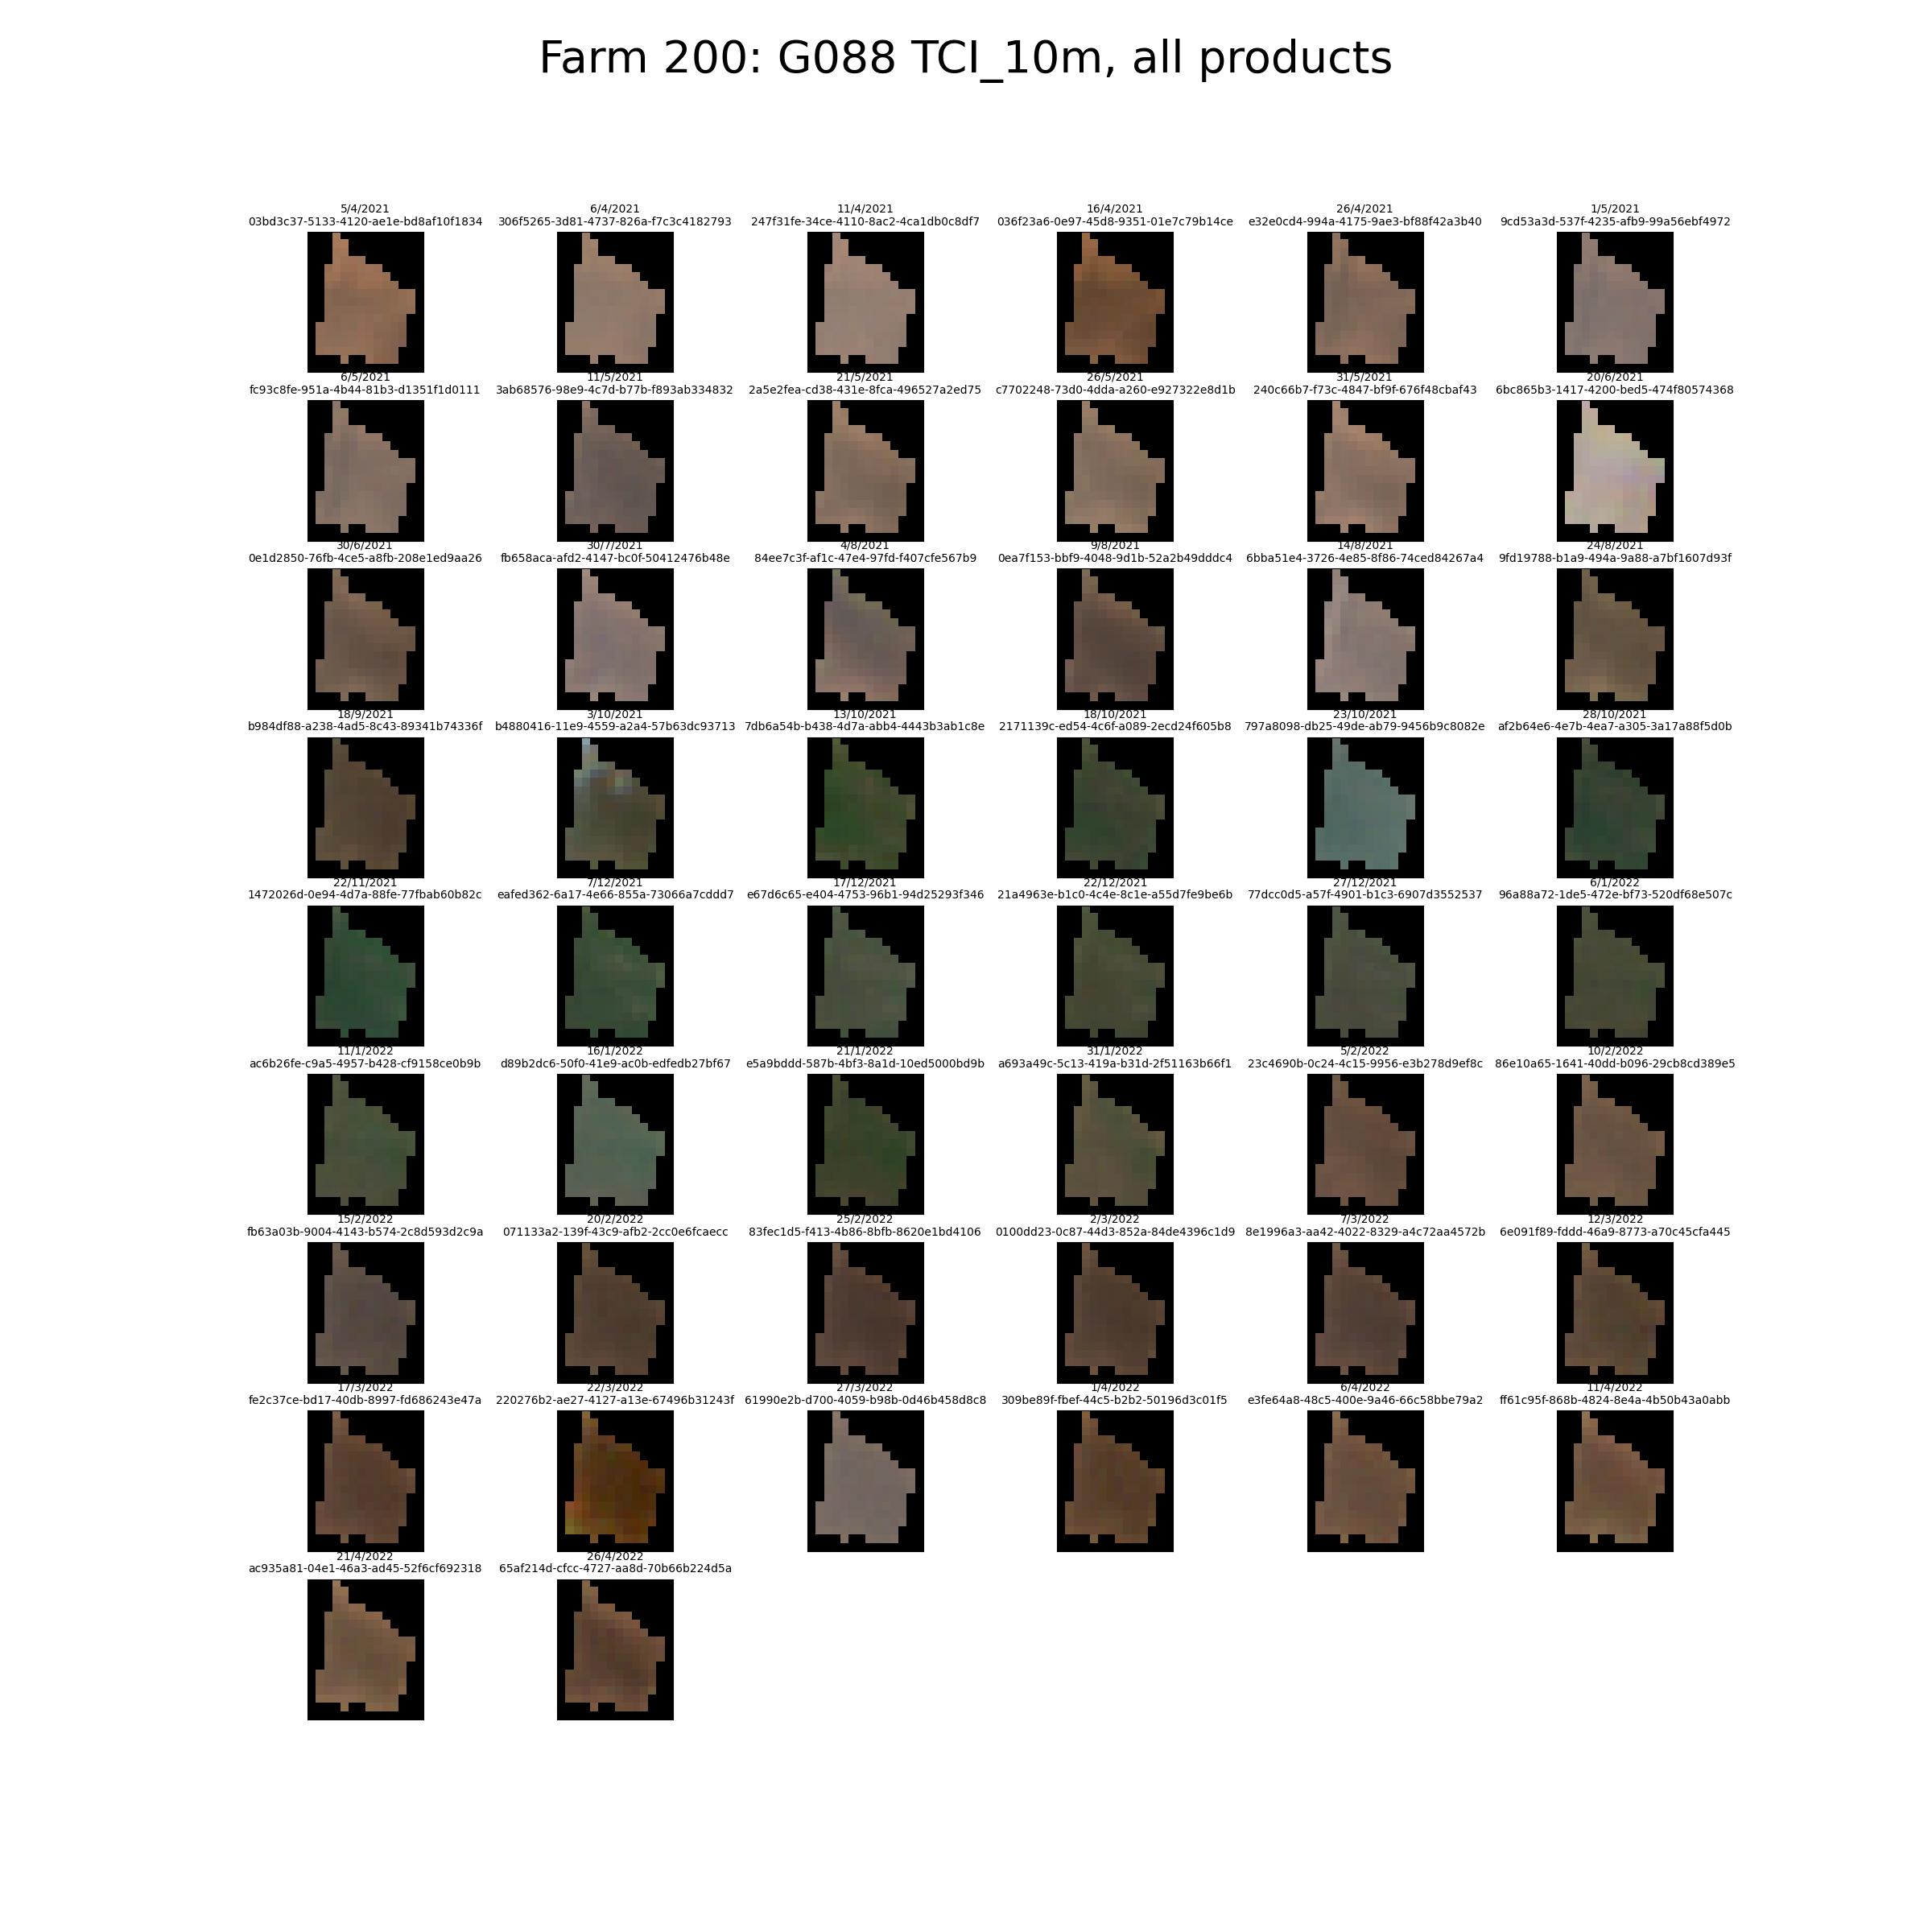 Farm 200: G088 TCI_10m, all products
5/4/2021 6/4/2021 11/4/2021 16/4/2021 26/4/2021 1/5/2021
03bd3c37-5133-4120-ae1e-bd8af10f1834 306f5265-3d81-4737-826a-f7c3c4182793 247f31fe-34ce-4110-8ac2-4ca1db0c8df7 036f23a6-0e97-45d8-9351-01e7c79b14ce e32e0cd4-994a-4175-9ae3-bf88f42a3b40 9cd53a3d-537f-4235-afb9-99a56ebf4972
6/5/2021 11/5/2021 21/5/2021 26/5/2021 31/5/2021 20/6/2021
fc93c8fe-951a-4b44-81b3-d1351f1d0111 3ab68576-98e9-4c7d-b77b-f893ab334832 2a5e2fea-cd38-431e-8fca-496527a2ed75 c7702248-73d0-4dda-a260-e927322e8d1b 240c66b7-f73c-4847-bf9f-676f48cbaf43 6bc865b3-1417-4200-bed5-474f80574368
30/6/2021 30/7/2021 4/8/2021 9/8/2021 14/8/2021 24/8/2021
0e1d2850-76fb-4ce5-a8fb-208e1ed9aa26 fb658aca-afd2-4147-bc0f-50412476b48e 84ee7c3f-af1c-47e4-97fd-f407cfe567b9 0ea7f153-bbf9-4048-9d1b-52a2b49dddc4 6bba51e4-3726-4e85-8f86-74ced84267a4 9fd19788-b1a9-494a-9a88-a7bf1607d93f
18/9/2021 3/10/2021 13/10/2021 18/10/2021 23/10/2021 28/10/2021
b984df88-a238-4ad5-8c43-89341b74336f b4880416-11e9-4559-a2a4-57b63dc93713 7db6a54b-b438-4d7a-abb4-4443b3ab1c8e 2171139c-ed54-4c6f-a089-2ecd24f605b8 797a8098-db25-49de-ab79-9456b9c8082e af2b64e6-4e7b-4ea7-a305-3a17a88f5d0b
22/11/2021 7/12/2021 17/12/2021 22/12/2021 27/12/2021 6/1/2022
1472026d-0e94-4d7a-88fe-77fbab60b82c eafed362-6a17-4e66-855a-73066a7cddd7 e67d6c65-e404-4753-96b1-94d25293f346 21a4963e-b1c0-4c4e-8c1e-a55d7fe9be6b 77dcc0d5-a57f-4901-b1c3-6907d3552537 96a88a72-1de5-472e-bf73-520df68e507c
11/1/2022 16/1/2022 21/1/2022 31/1/2022 5/2/2022 10/2/2022
ac6b26fe-c9a5-4957-b428-cf9158ce0b9b d89b2dc6-50f0-41e9-ac0b-edfedb27bf67 e5a9bddd-587b-4bf3-8a1d-10ed5000bd9b a693a49c-5c13-419a-b31d-2f51163b66f1 23c4690b-0c24-4c15-9956-e3b278d9ef8c 86e10a65-1641-40dd-b096-29cb8cd389e5
15/2/2022 20/2/2022 25/2/2022 2/3/2022 7/3/2022 12/3/2022
fb63a03b-9004-4143-b574-2c8d593d2c9a 071133a2-139f-43c9-afb2-2cc0e6fcaecc 83fec1d5-f413-4b86-8bfb-8620e1bd4106 0100dd23-0c87-44d3-852a-84de4396c1d9 8e1996a3-aa42-4022-8329-a4c72aa4572b 6e091f89-fddd-46a9-8773-a70c45cfa445
17/3/2022 22/3/2022 27/3/2022 1/4/2022 6/4/2022 11/4/2022
fe2c37ce-bd17-40db-8997-fd686243e47a 220276b2-ae27-4127-a13e-67496b31243f 61990e2b-d700-4059-b98b-0d46b458d8c8 309be89f-fbef-44c5-b2b2-50196d3c01f5 e3fe64a8-48c5-400e-9a46-66c58bbe79a2 ff61c95f-868b-4824-8e4a-4b50b43a0abb
21/4/2022 26/4/2022
ac935a81-04e1-46a3-ad45-52f6cf692318 65af214d-cfcc-4727-aa8d-70b66b224d5a